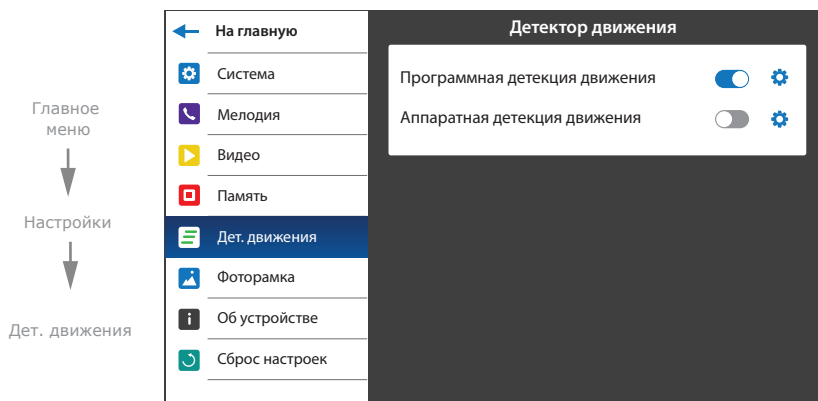 Главное
меню
Настройки
Дет. движения
На главную
Система
Мелодия
Видео
Память
Дет. движения
Фоторамка
Об устройстве
Сброс настроек
Детектор движения
Программная детекция движения
Аппаратная детекция движения